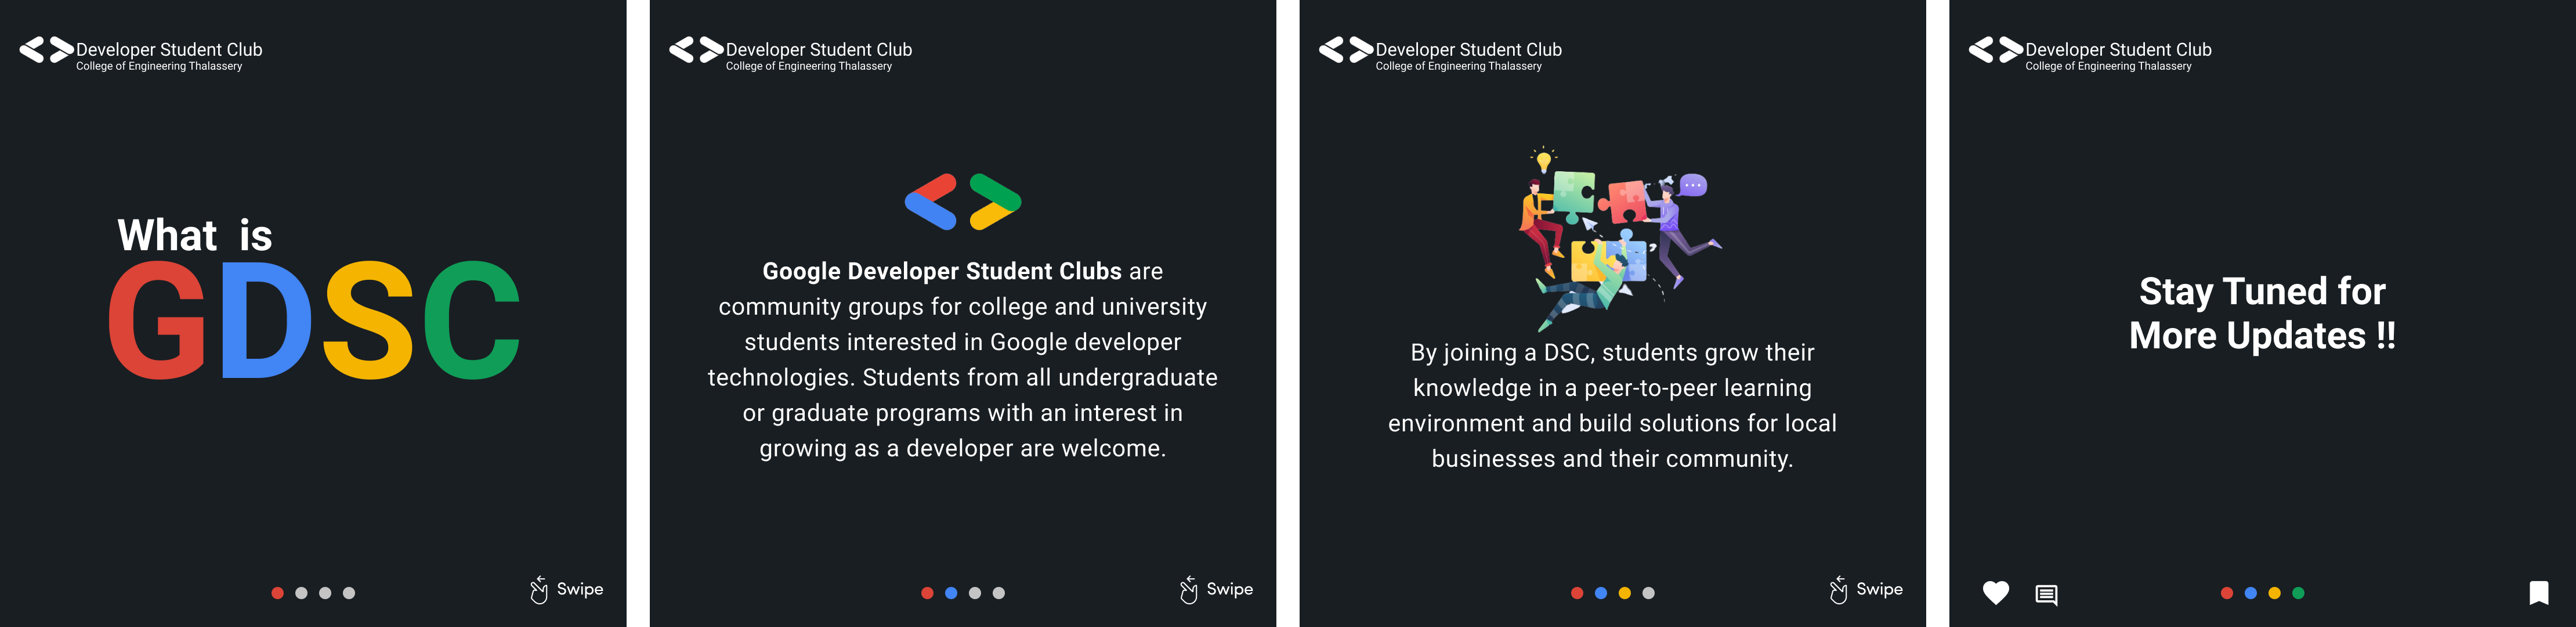 Developer Student Club
College of Engineering Thalassery
What is
GDSC
Swipe
Developer Student Club
College of Engineering Thalassery
Google Developer Student Clubs are
community groups for college and university
students interested in Google developer
technologies. Students from all undergraduate
or graduate programs with an interest in
growing as a developer are welcome.
Swipe
Developer Student Club
College of Engineering Thalassery
By joining a DSC, students grow their
knowledge in a peer-to-peer learning
environment and build solutions for local
businesses and their community.
Swipe
Developer Student Club
College of Engineering Thalassery
Stay Tuned for
More Updates !!